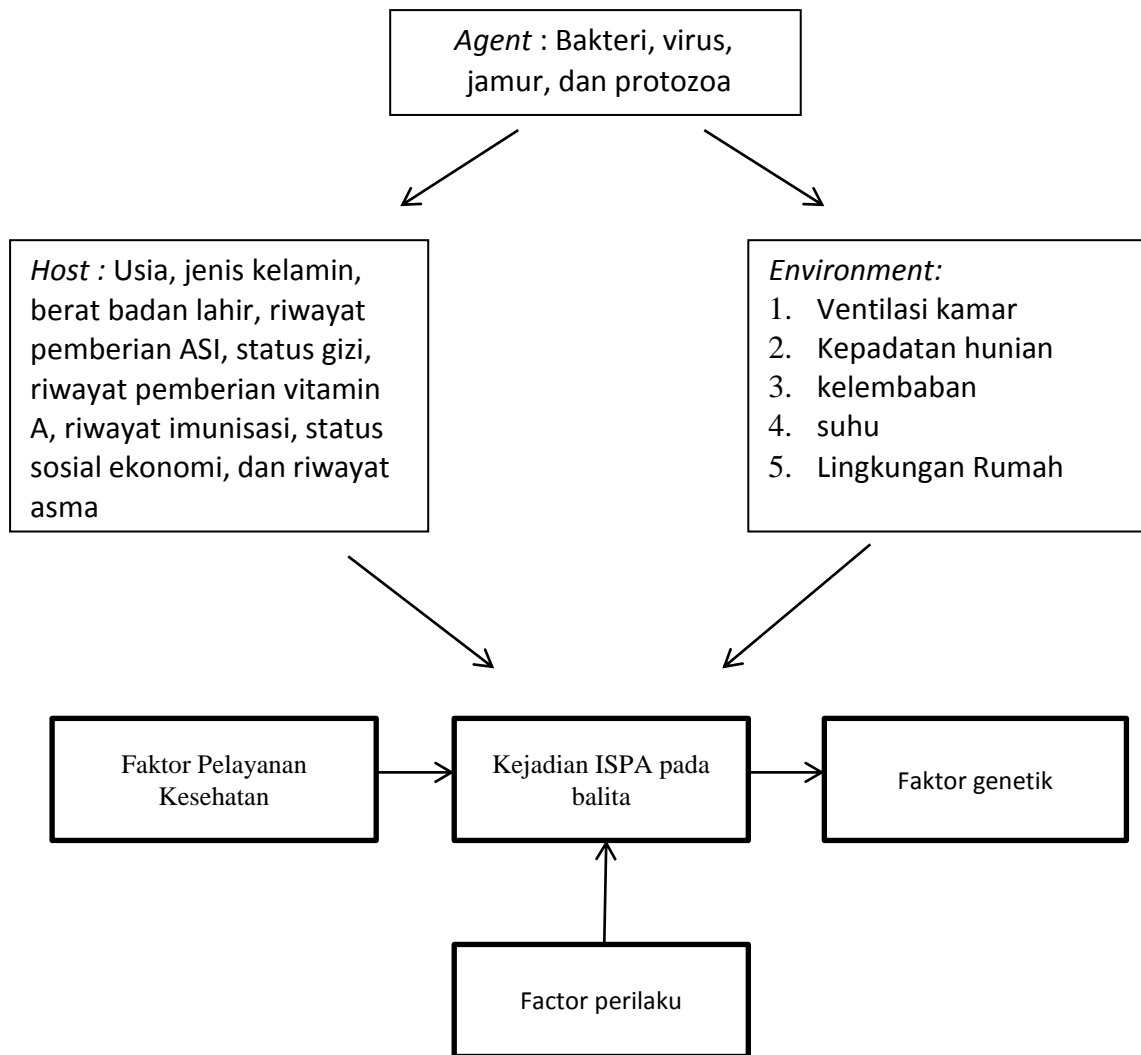 Agent : Bakteri, virus,
jamur, dan protozoa
Host : Usia, jenis kelamin,
berat badan lahir, riwayat
pemberian ASI, status gizi,
riwayat pemberian vitamin
A, riwayat imunisasi, status
sosial ekonomi, dan riwayat
asma
Environment:
1. Ventilasi kamar
2. Kepadatan hunian
3. kelembaban
4. suhu
5. Lingkungan Rumah
Faktor Pelayanan
Kesehatan
Kejadian ISPA pada
balita
Faktor genetik
Factor perilaku